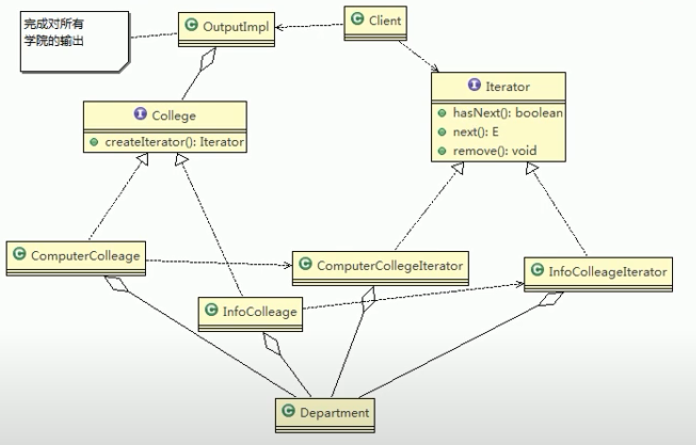 完成对所有
学院的输出
C OutputImpl
C Client
I Iterator
hasNext(): boolean
next(): E
remove(): void
I College
createIterator(): Iterator
C ComputerColleage
C ComputerCollegeIterator
C InfoColleageIterator
C InfoColleage
C Department